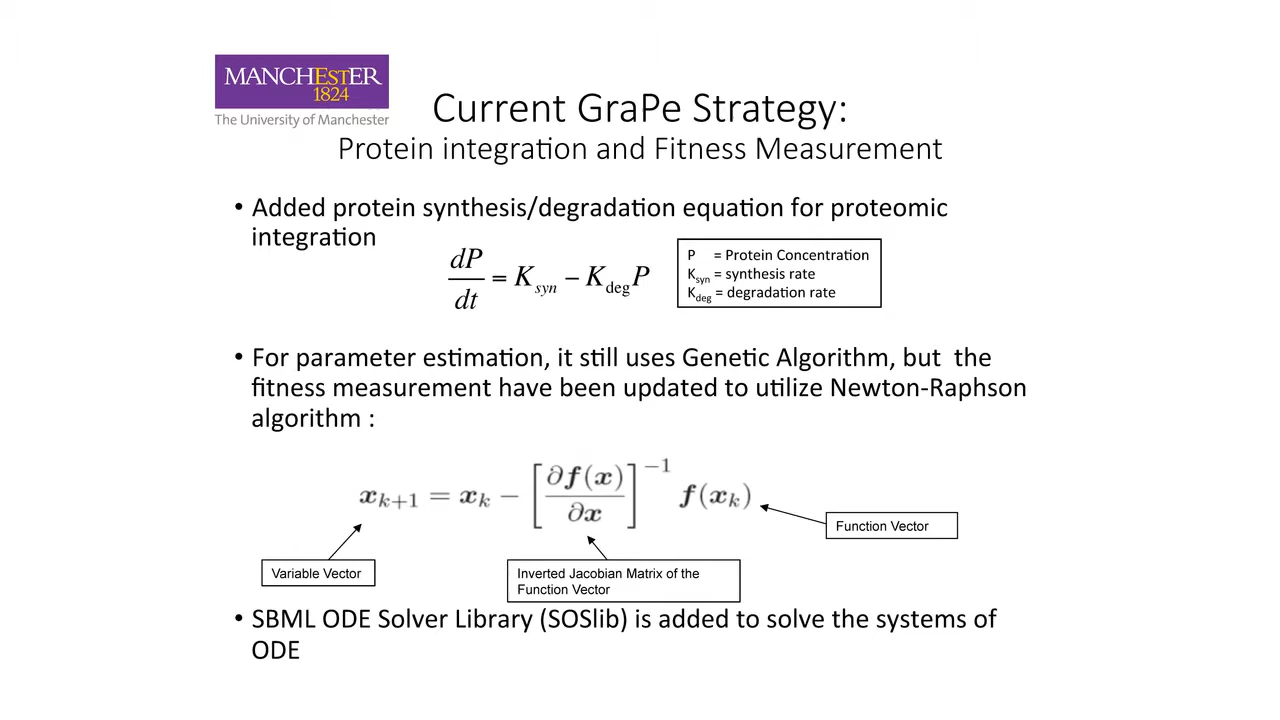 MANCHESTER
1824
The University of Manchester
Current GraPe Strategy:
Protein integration and Fitness Measurement
• Added protein synthesis/degradation equation for proteomic
integration
dP/dt = K_syn − K_deg P
P = Protein Concentration
K_syn = synthesis rate
K_deg = degradation rate
• For parameter estimation, it still uses Genetic Algorithm, but the
fitness measurement have been updated to utilize Newton-Raphson
algorithm :
x_{k+1} = x_k − [∂f(x)/∂x]^{−1} f(x_k)
Function Vector
Variable Vector
Inverted Jacobian Matrix of the
Function Vector
• SBML ODE Solver Library (SOSlib) is added to solve the systems of
ODE